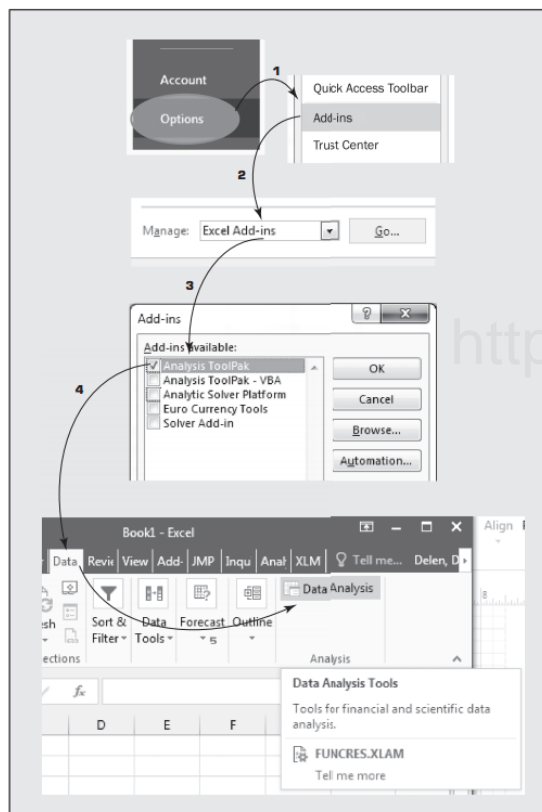 Account
Options
1
Quick Access Toolbar
Add-ins
Trust Center
2
Manage: Excel Add-ins Go...
3
Add-ins
Add-ins available:
Analysis ToolPak
Analysis ToolPak - VBA
Analytic Solver Platform
Euro Currency Tools
Solver Add-in
OK
Cancel
Browse...
Automation...
http
4
Book1 - Excel
Align
Data View Add- JMP Inqu XLM Tell me... Delen, D
esh Sort & Filter Data Tools Forecast Outline Data Analysis
5
8
ections Analysis
fx
D E F
Data Analysis Tools
Tools for financial and scientific data
analysis.
FUNCRES.XLAM
Tell me more